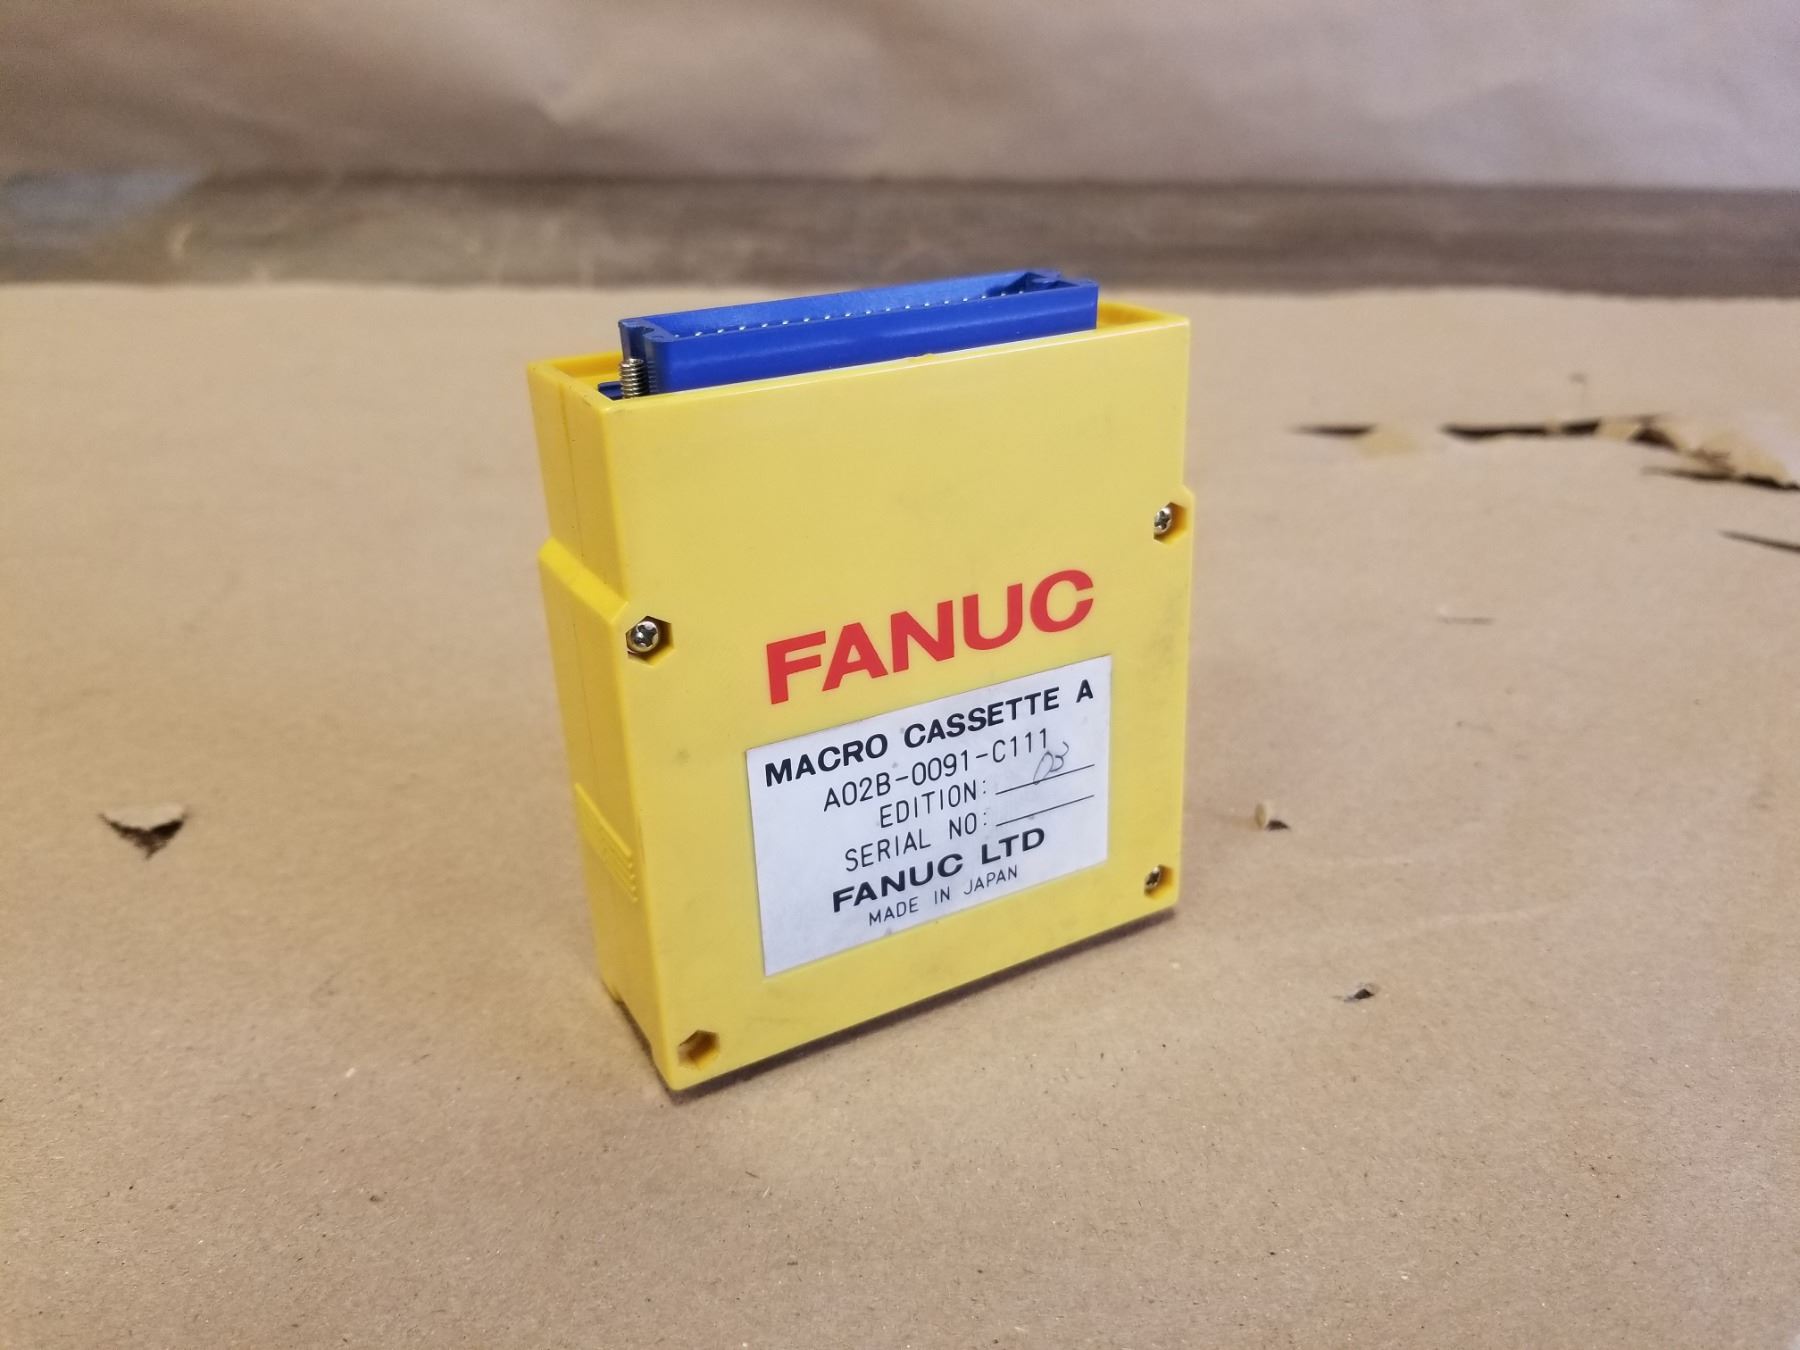 FANUC
MACRO CASSETTE A
A02B-0091-C111
EDITION:
SERIAL NO:
FANUC LTD
MADE IN JAPAN